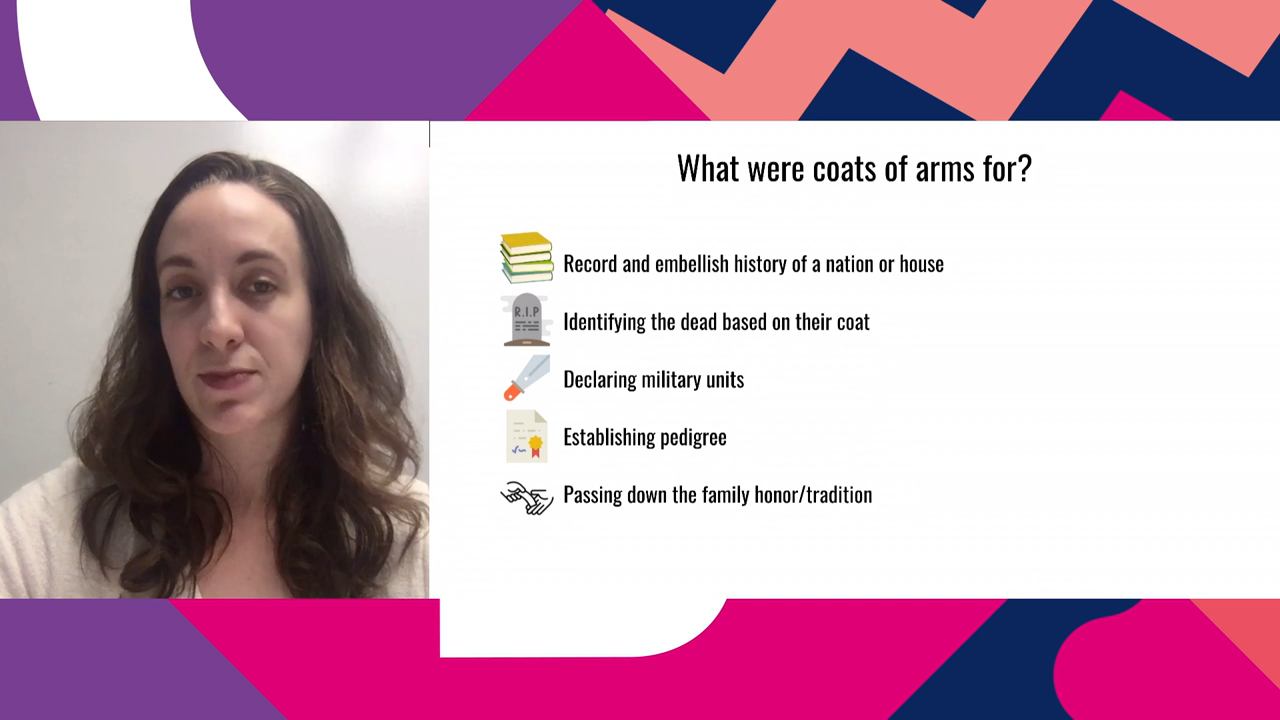 What were coats of arms for?
Record and embellish history of a nation or house
R.I.P
Identifying the dead based on their coat
Declaring military units
Establishing pedigree
Passing down the family honor/tradition